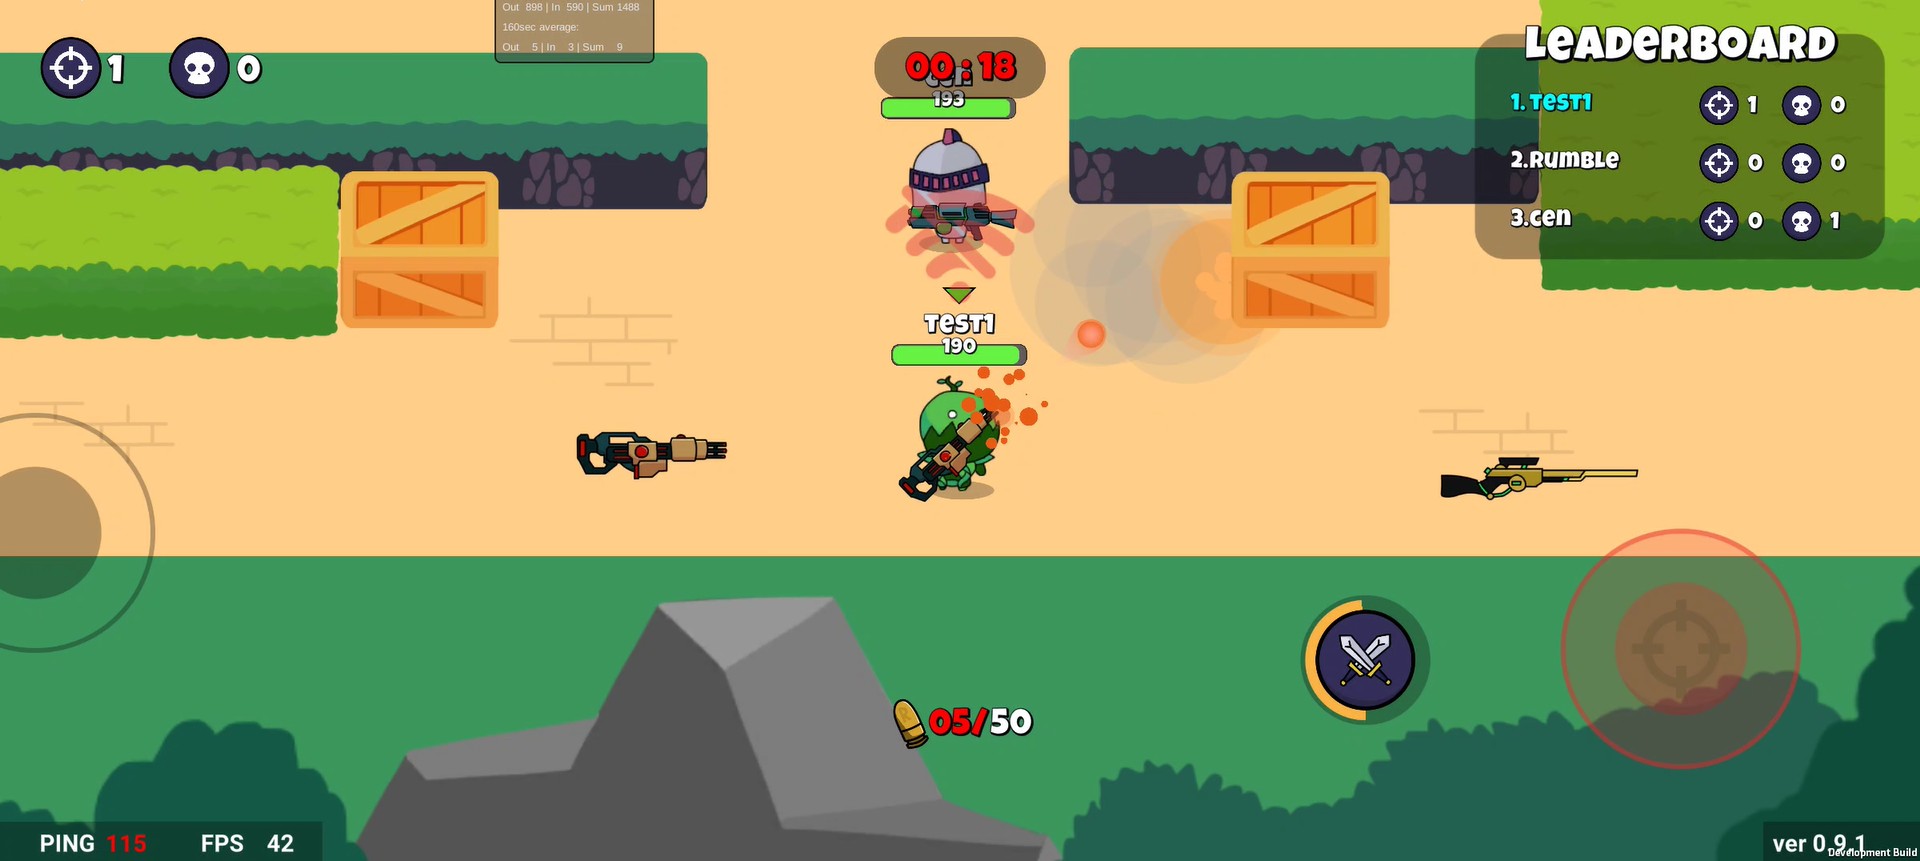 Out 898 | In 590 | Sum 1488
160sec average:
Out 5 | In 3 | Sum 9
1 0
00:18
cen
193
LEADERBOARD
1.Test1 1 0
2.Rumble 0 0
3.cen 0 1
Test1
190
05/50
PING 115 FPS 42
ver 0.9.1
Development Build